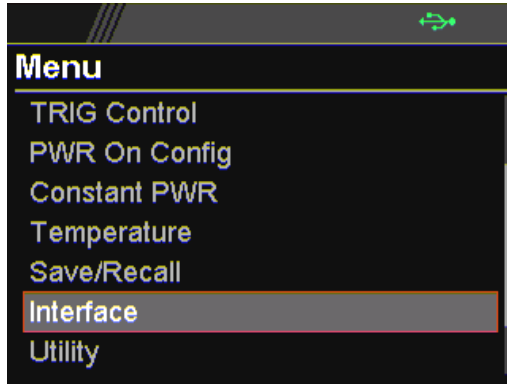 Menu
TRIG Control
PWR On Config
Constant PWR
Temperature
Save/Recall
Interface
Utility